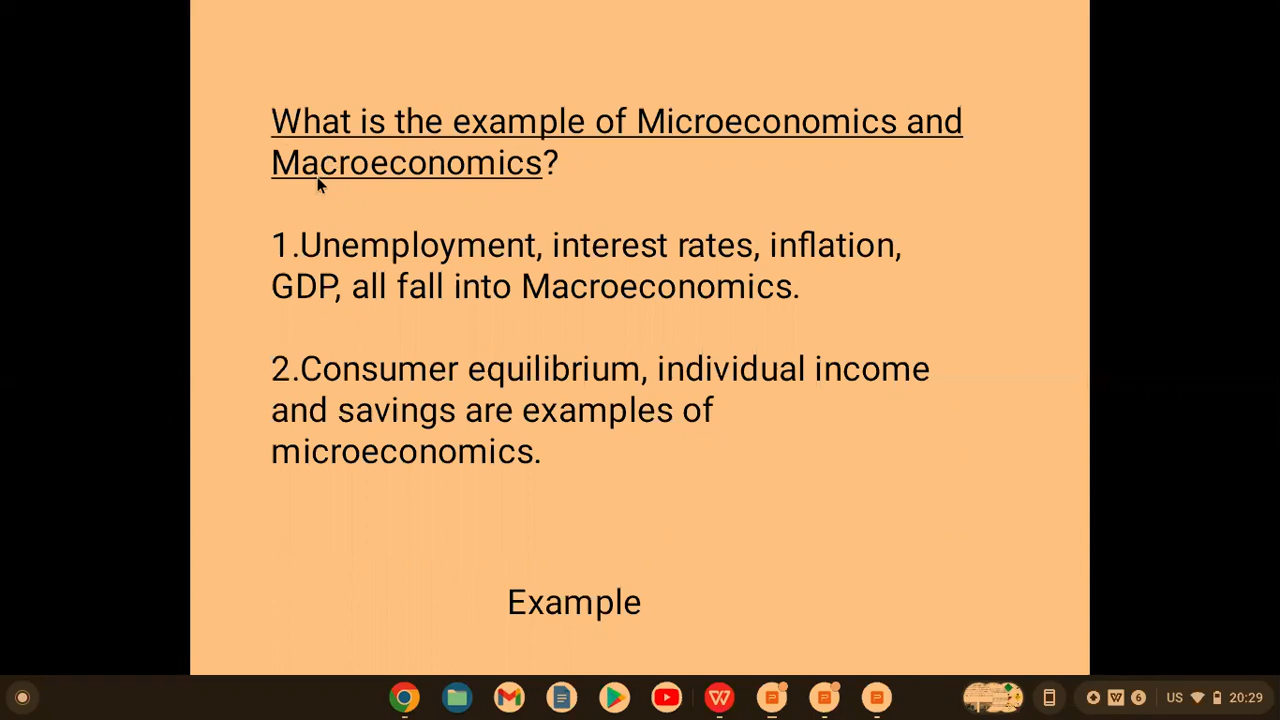 What is the example of Microeconomics and
Macroeconomics?
1.Unemployment, interest rates, inflation,
GDP, all fall into Macroeconomics.
2.Consumer equilibrium, individual income
and savings are examples of
microeconomics.
Example
6 US 20:29